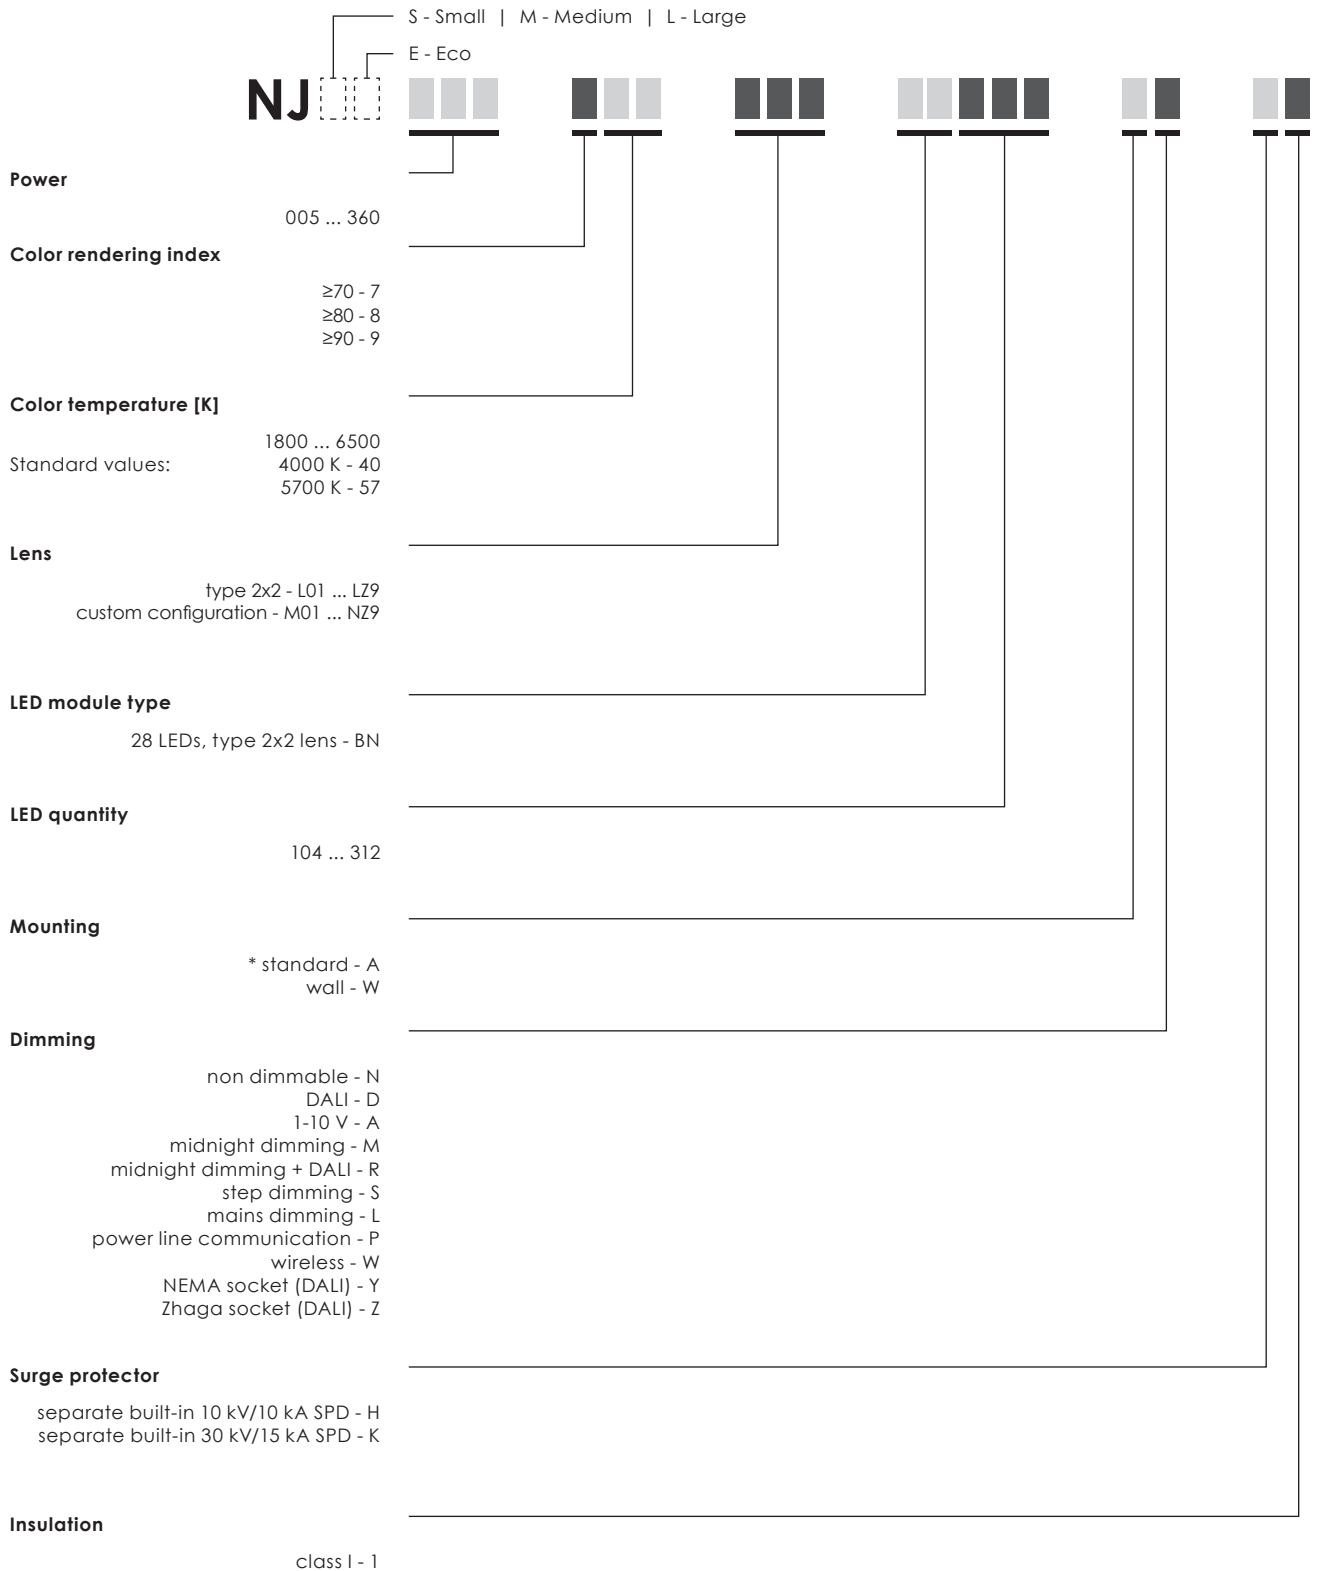 S - Small | M - Medium | L - Large
E - Eco
NJ
Power
005 ... 360
Color rendering index
≥70 - 7
≥80 - 8
≥90 - 9
Color temperature [K]
1800 ... 6500
Standard values: 4000 K - 40
5700 K - 57
Lens
type 2x2 - L01 ... LZ9
custom configuration - M01 ... NZ9
LED module type
28 LEDs, type 2x2 lens - BN
LED quantity
104 ... 312
Mounting
* standard - A
wall - W
Dimming
non dimmable - N
DALI - D
1-10 V - A
midnight dimming - M
midnight dimming + DALI - R
step dimming - S
mains dimming - L
power line communication - P
wireless - W
NEMA socket (DALI) - Y
Zhaga socket (DALI) - Z
Surge protector
separate built-in 10 kV/10 kA SPD - H
separate built-in 30 kV/15 kA SPD - K
Insulation
class I - 1